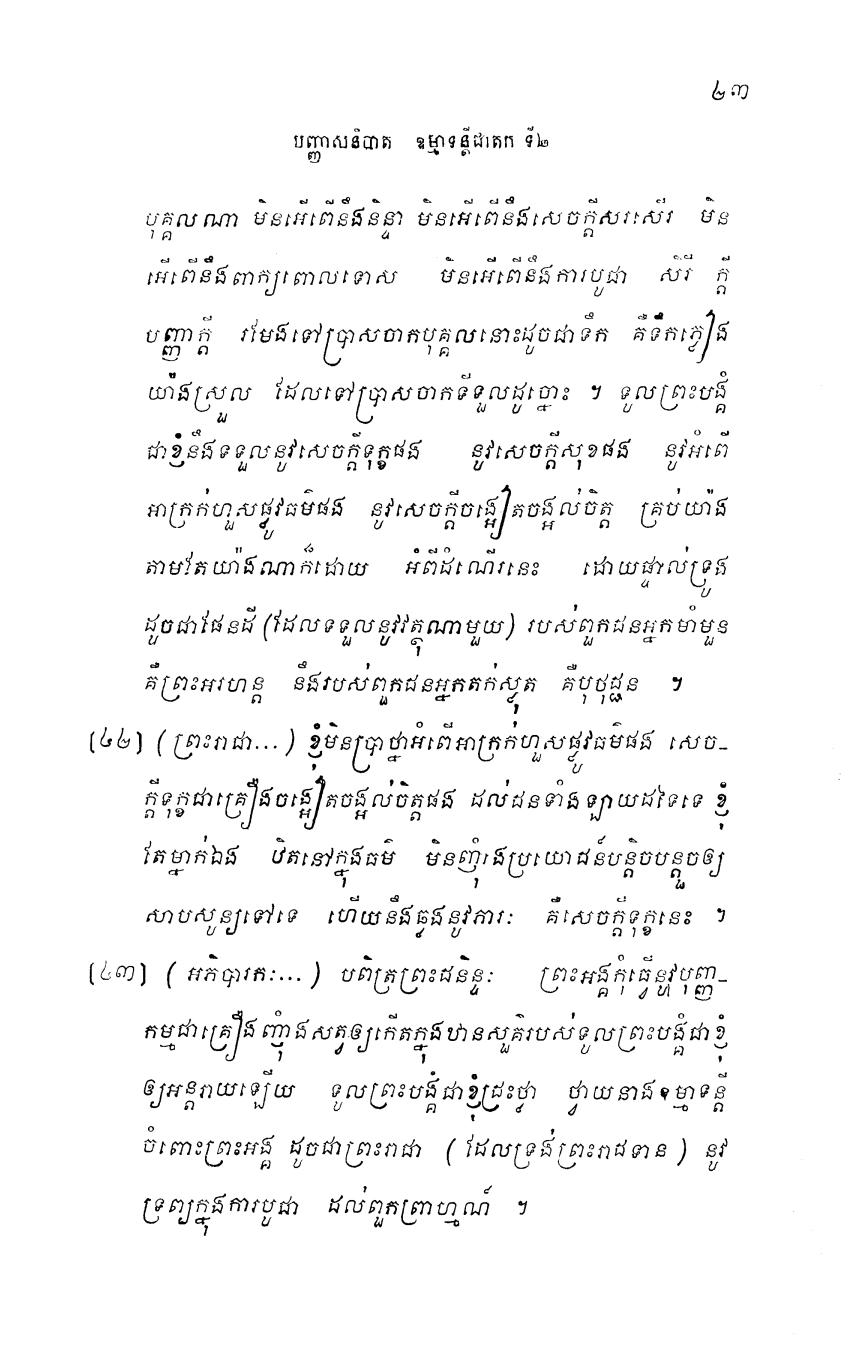 ៤៣
បញ្ញាសនិបាត ឧម្មាទន្តីជាតក ទី២
បុគ្គលណា មិនអើពើនឹងនិន្ទា មិនអើពើនឹងសេចក្តីសរសើរ មិន
អើពើនឹងពាក្យពោលទោស មិនអើពើនឹងការបូជា សិរី ក្តី
បញ្ញាក្តី រមែងទៅប្រាសចាកបុគ្គលនោះដូចជាទឹក គឺទឹកភ្លៀង
យ៉ាងស្រួល ដែលទៅប្រាសចាកទីទួលដូច្នោះ ។ ទូលព្រះបង្គំ
ជាខ្ញុំនឹងទទួលនូវសេចក្តីទុក្ខផង នូវសេចក្តីសុខផង នូវអំពើ
អាក្រក់ហួសផ្លូវធម៌ផង នូវសេចក្តីចង្អៀតចង្អល់ចិត្ត គ្រប់យ៉ាង
តាមតែយ៉ាងណាក៏ដោយ អំពីដំណើរនេះ ដោយផ្ទាល់ទ្រូង
ដូចជាផែនដី (ដែលទទួលនូវវត្ថុណាមួយ) របស់ពួកជនអ្នកមាំមួន
គឺព្រះអរហន្ត នឹងរបស់ពួកជនអ្នកតក់ស្លុត គឺបុថុជ្ជន ។
[៤២] (ព្រះរាជា...) ខ្ញុំមិនប្រាថ្នាអំពើអាក្រក់ហួសផ្លូវធម៌ផង សេច-
ក្តីទុក្ខជាគ្រឿងចង្អៀតចង្អល់ចិត្តផង ដល់ជនទាំងឡាយដទៃទេ ខ្ញុំ
តែម្នាក់ឯង ឋិតនៅក្នុងធម៌ មិនញុំងប្រយោជន៍បន្តិចបន្តួចឲ្យ
សាបសូន្យទៅទេ ហើយនឹងឆ្លងនូវភារៈ គឺសេចក្តីទុក្ខនេះ ។
[៤៣] (អភិបារតៈ...) បពិត្រព្រះជនិន្ទៈ ព្រះអង្គកុំធ្វើនូវបុញ្ញ-
កម្មជាគ្រឿងញុំាងសត្វឲ្យកើតក្នុងឋានសួគ៌របស់ទូលព្រះបង្គំជាខ្ញុំ
ឲ្យអន្តរាយឡើយ ទូលព្រះបង្គំជាខ្ញុំជ្រះថ្លា ថ្វាយនាងឧម្មាទន្តី
ចំពោះព្រះអង្គ ដូចជាព្រះរាជា (ដែលទ្រង់ព្រះរាជទាន) នូវ
ទ្រព្យក្នុងការបូជា ដល់ពួកព្រាហ្មណ៍ ។